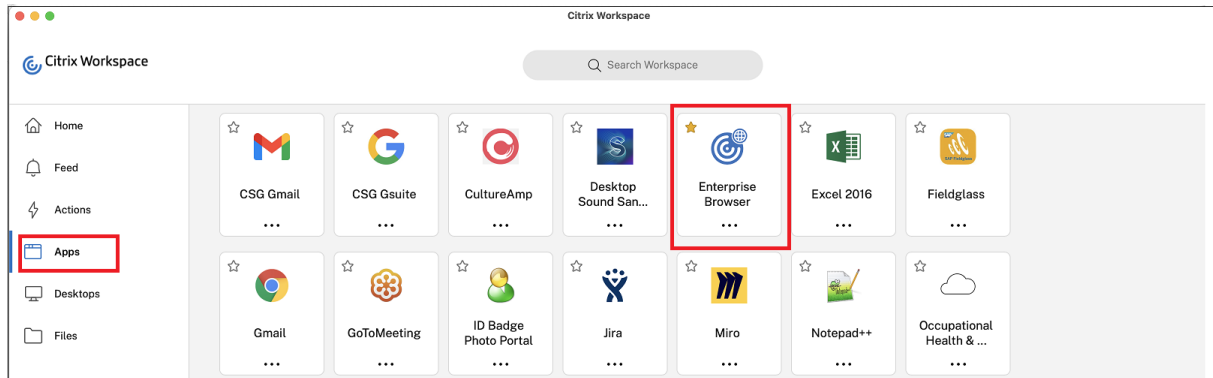 Citrix Workspace
Citrix Workspace
Search Workspace
Home
Feed
Actions
Apps
Desktops
Files
CSG Gmail
CSG Gsuite
CultureAmp
Desktop
Sound San...
Enterprise
Browser
Excel 2016
Fieldglass
Gmail
GoToMeeting
ID Badge
Photo Portal
Jira
Miro
Notepad++
Occupational
Health & ...